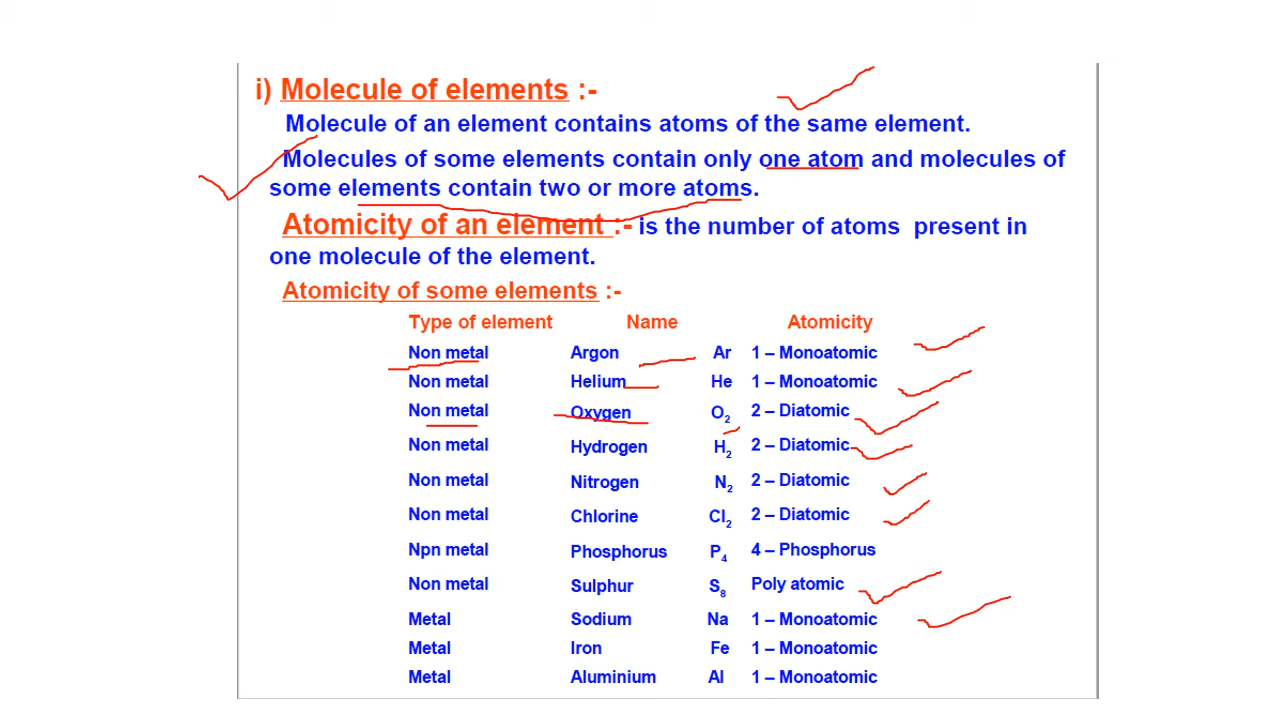 i) Molecule of elements :-
Molecule of an element contains atoms of the same element.
Molecules of some elements contain only one atom and molecules of
some elements contain two or more atoms.
Atomicity of an element :- is the number of atoms present in
one molecule of the element.
Atomicity of some elements :-
Type of element Name Atomicity
Non metal Argon Ar 1 – Monoatomic
Non metal Helium He 1 – Monoatomic
Non metal Oxygen O2 2 – Diatomic
Non metal Hydrogen H2 2 – Diatomic
Non metal Nitrogen N2 2 – Diatomic
Non metal Chlorine Cl2 2 – Diatomic
Npn metal Phosphorus P4 4 – Phosphorus
Non metal Sulphur S8 Poly atomic
Metal Sodium Na 1 – Monoatomic
Metal Iron Fe 1 – Monoatomic
Metal Aluminium Al 1 – Monoatomic